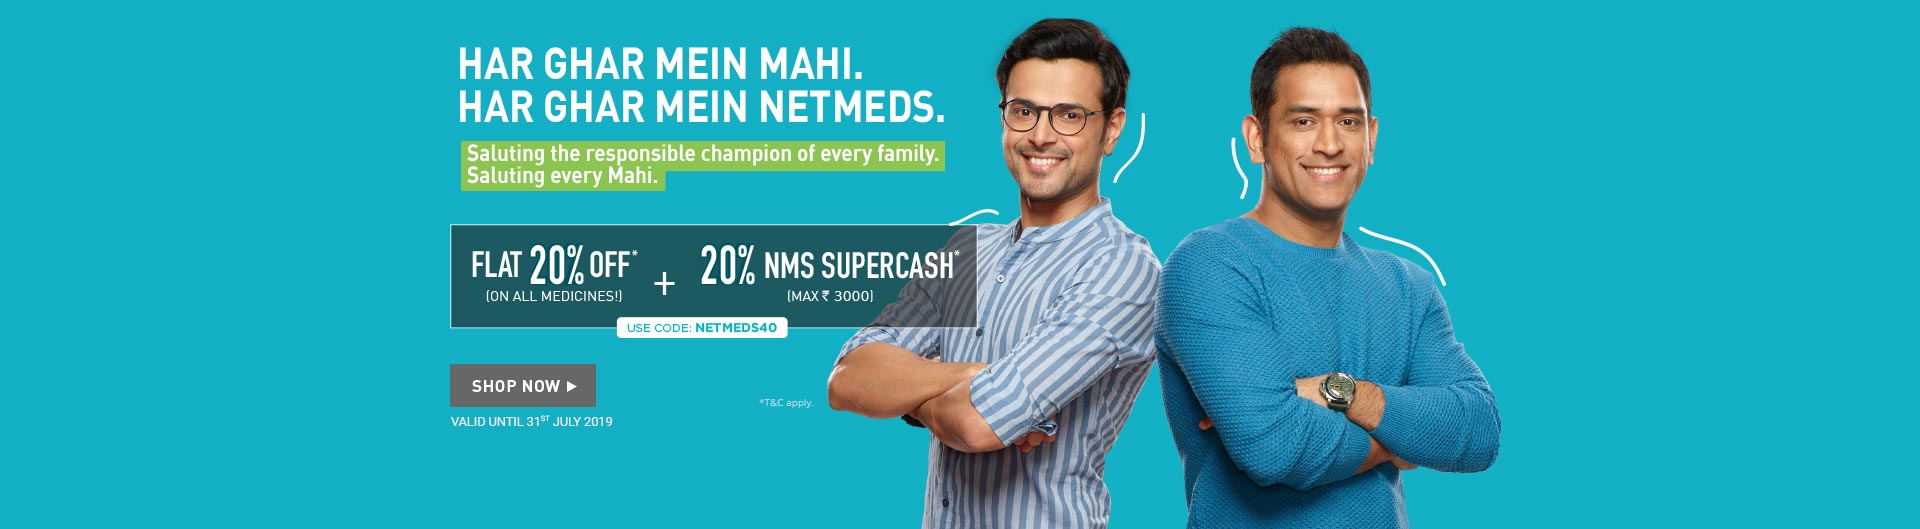 HAR GHAR MEIN MAHI.
HAR GHAR MEIN NETMEDS.
Saluting the responsible champion of every family.
Saluting every Mahi.
FLAT 20% OFF* + 20% NMS SUPERCASH*
(ON ALL MEDICINES!) (MAX ₹ 3000)
USE CODE: NETMEDS40
SHOP NOW ▶
*T&C apply.
VALID UNTIL 31ST JULY 2019